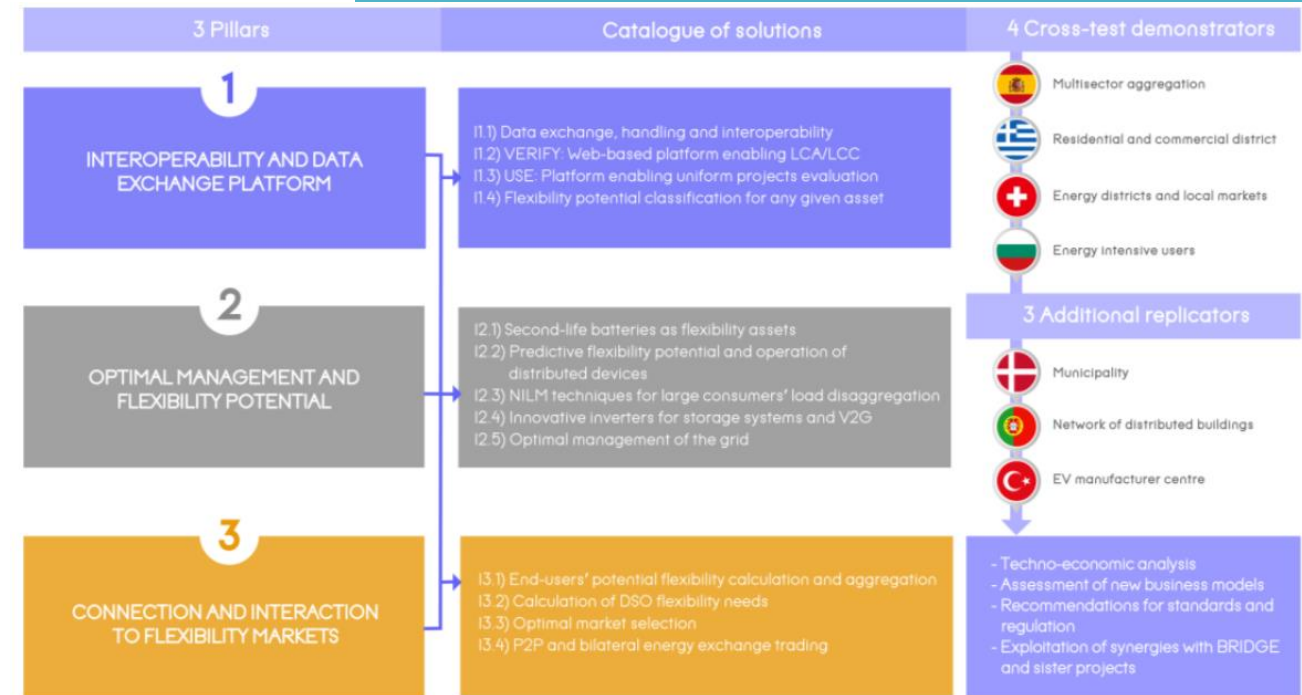 3 Pillars
Catalogue of solutions
4 Cross-test demonstrators
1
INTEROPERABILITY AND DATA
EXCHANGE PLATFORM
I1.1) Data exchange, handling and interoperability
I1.2) VERIFY: Web-based platform enabling LCA/LCC
I1.3) USE: Platform enabling uniform projects evaluation
I1.4) Flexibility potential classification for any given asset
Multisector aggregation
Residential and commercial district
Energy districts and local markets
Energy intensive users
2
OPTIMAL MANAGEMENT AND
FLEXIBILITY POTENTIAL
I2.1) Second-life batteries as flexibility assets
I2.2) Predictive flexibility potential and operation of
distributed devices
I2.3) NILM techniques for large consumers' load disaggregation
I2.4) Innovative inverters for storage systems and V2G
I2.5) Optimal management of the grid
3 Additional replicators
Municipality
Network of distributed buildings
EV manufacturer centre
3
CONNECTION AND INTERACTION
TO FLEXIBILITY MARKETS
I3.1) End-users' potential flexibility calculation and aggregation
I3.2) Calculation of DSO flexibility needs
I3.3) Optimal market selection
I3.4) P2P and bilateral energy exchange trading
- Techno-economic analysis
- Assessment of new business models
- Recommendations for standards and
regulation
- Exploitation of synergies with BRIDGE
and sister projects